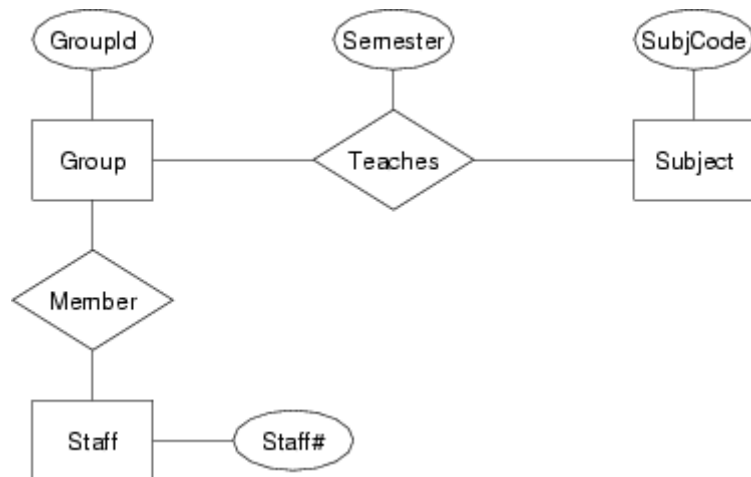 GroupId
Semester
SubjCode
Group
Teaches
Subject
Member
Staff
Staff#